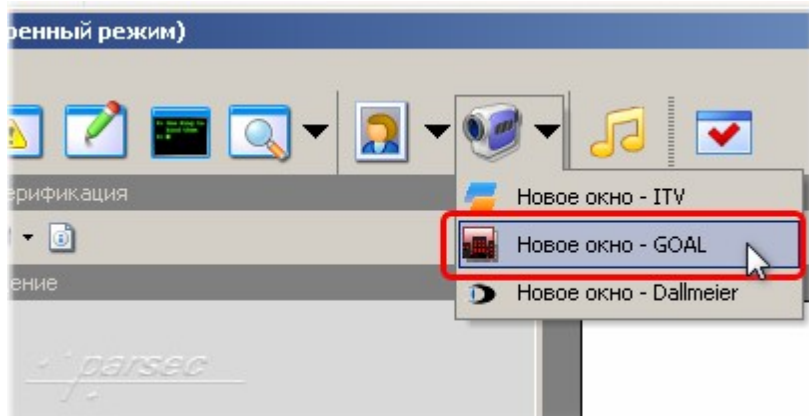 ренный режим)
ерификация
Новое окно - ITV
Новое окно - GOAL
ение
Новое окно - Dallmeier
parsec